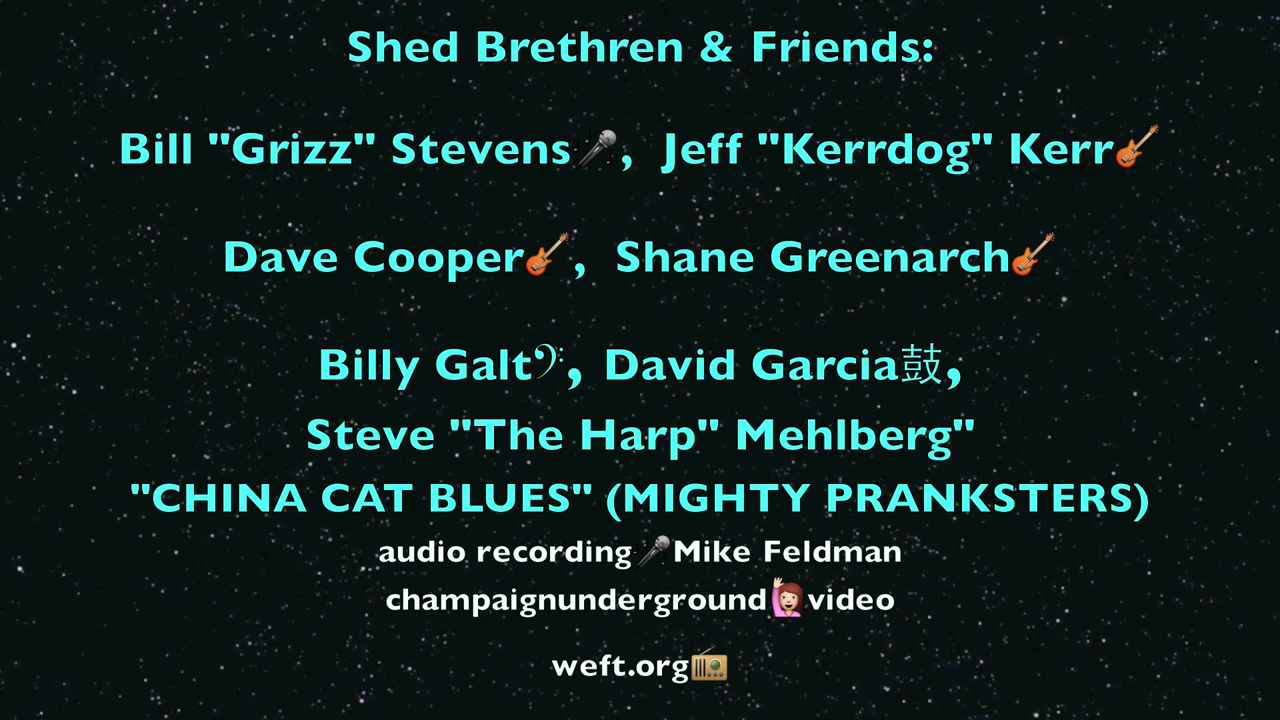 Shed Brethren & Friends:
Bill "Grizz" Stevens🎤, Jeff "Kerrdog" Kerr🎸
Dave Cooper🎸, Shane Greenarch🎸
Billy Galt𝄢, David Garcia鼓,
Steve "The Harp" Mehlberg"
"CHINA CAT BLUES" (MIGHTY PRANKSTERS)
audio recording🎤Mike Feldman
champaignunderground🙋video
weft.org📻